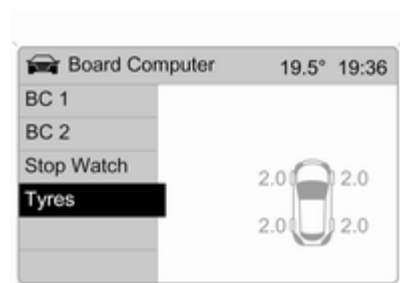 Board Computer 19.5° 19:36
BC 1
BC 2
Stop Watch
Tyres
2.0 2.0
2.0 2.0